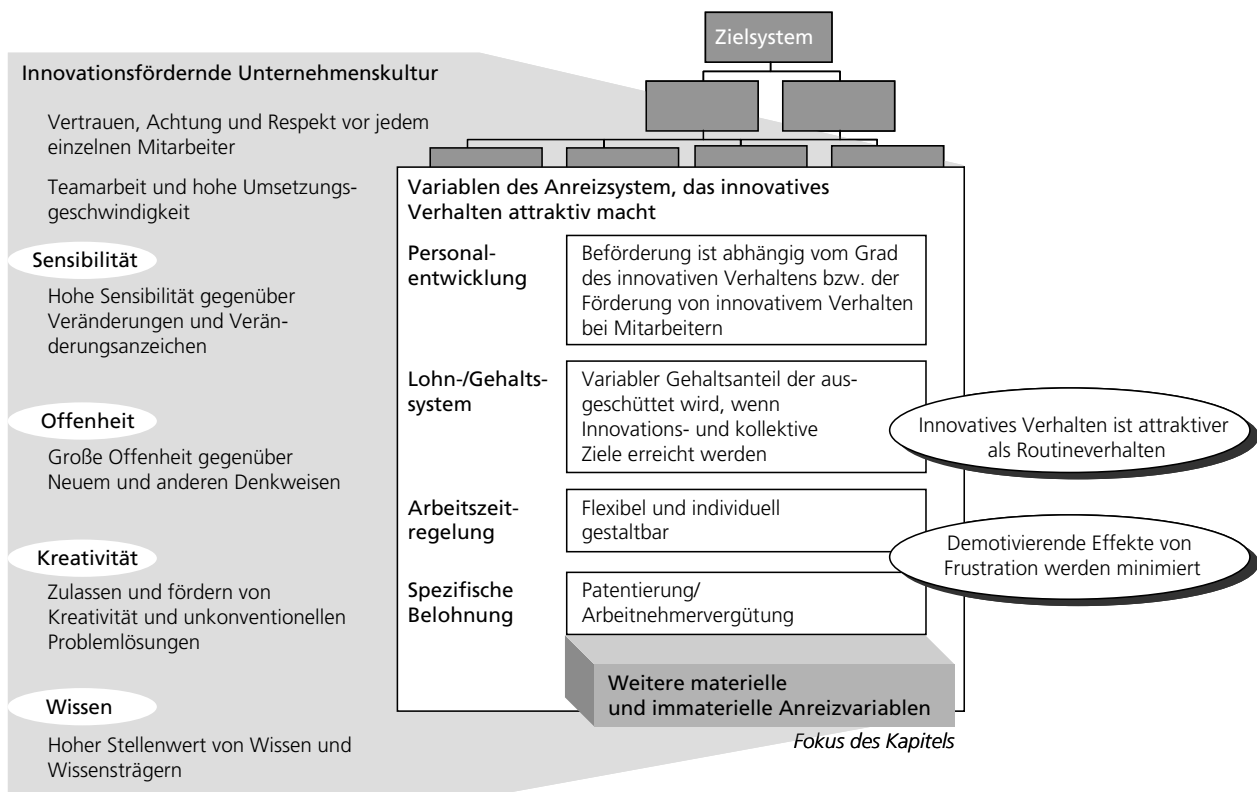 Zielsystem
Innovationsfördernde Unternehmenskultur
Vertrauen, Achtung und Respekt vor jedem
einzelnen Mitarbeiter
Teamarbeit und hohe Umsetzungs-
geschwindigkeit
Sensibilität
Hohe Sensibilität gegenüber
Veränderungen und Verän-
derungsanzeichen
Offenheit
Große Offenheit gegenüber
Neuem und anderen Denkweisen
Kreativität
Zulassen und fördern von
Kreativität und unkonventionellen
Problemlösungen
Wissen
Hoher Stellenwert von Wissen und
Wissensträgern
Variablen des Anreizsystem, das innovatives
Verhalten attraktiv macht
Personal-
entwicklung
Beförderung ist abhängig vom Grad
des innovativen Verhaltens bzw. der
Förderung von innovativem Verhalten
bei Mitarbeitern
Lohn-/Gehalts-
system
Variabler Gehaltsanteil der aus-
geschüttet wird, wenn
Innovations- und kollektive
Ziele erreicht werden
Arbeitszeit-
regelung
Flexibel und individuell
gestaltbar
Spezifische
Belohnung
Patentierung/
Arbeitnehmervergütung
Weitere materielle
und immaterielle Anreizvariablen
Fokus des Kapitels
Innovatives Verhalten ist attraktiver
als Routineverhalten
Demotivierende Effekte von
Frustration werden minimiert